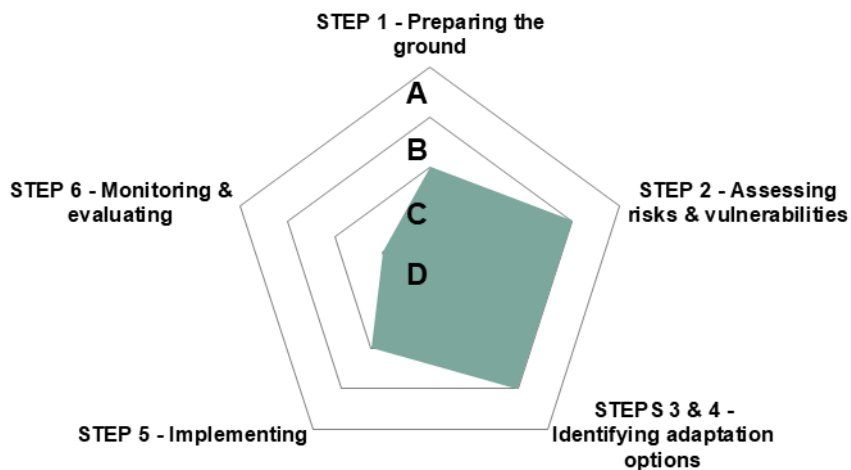 STEP 1 - Preparing the
ground
A
B
STEP 6 - Monitoring &
evaluating
STEP 2 - Assessing
risks & vulnerabilities
C
D
STEP 5 - Implementing
STEPS 3 & 4 -
Identifying adaptation
options